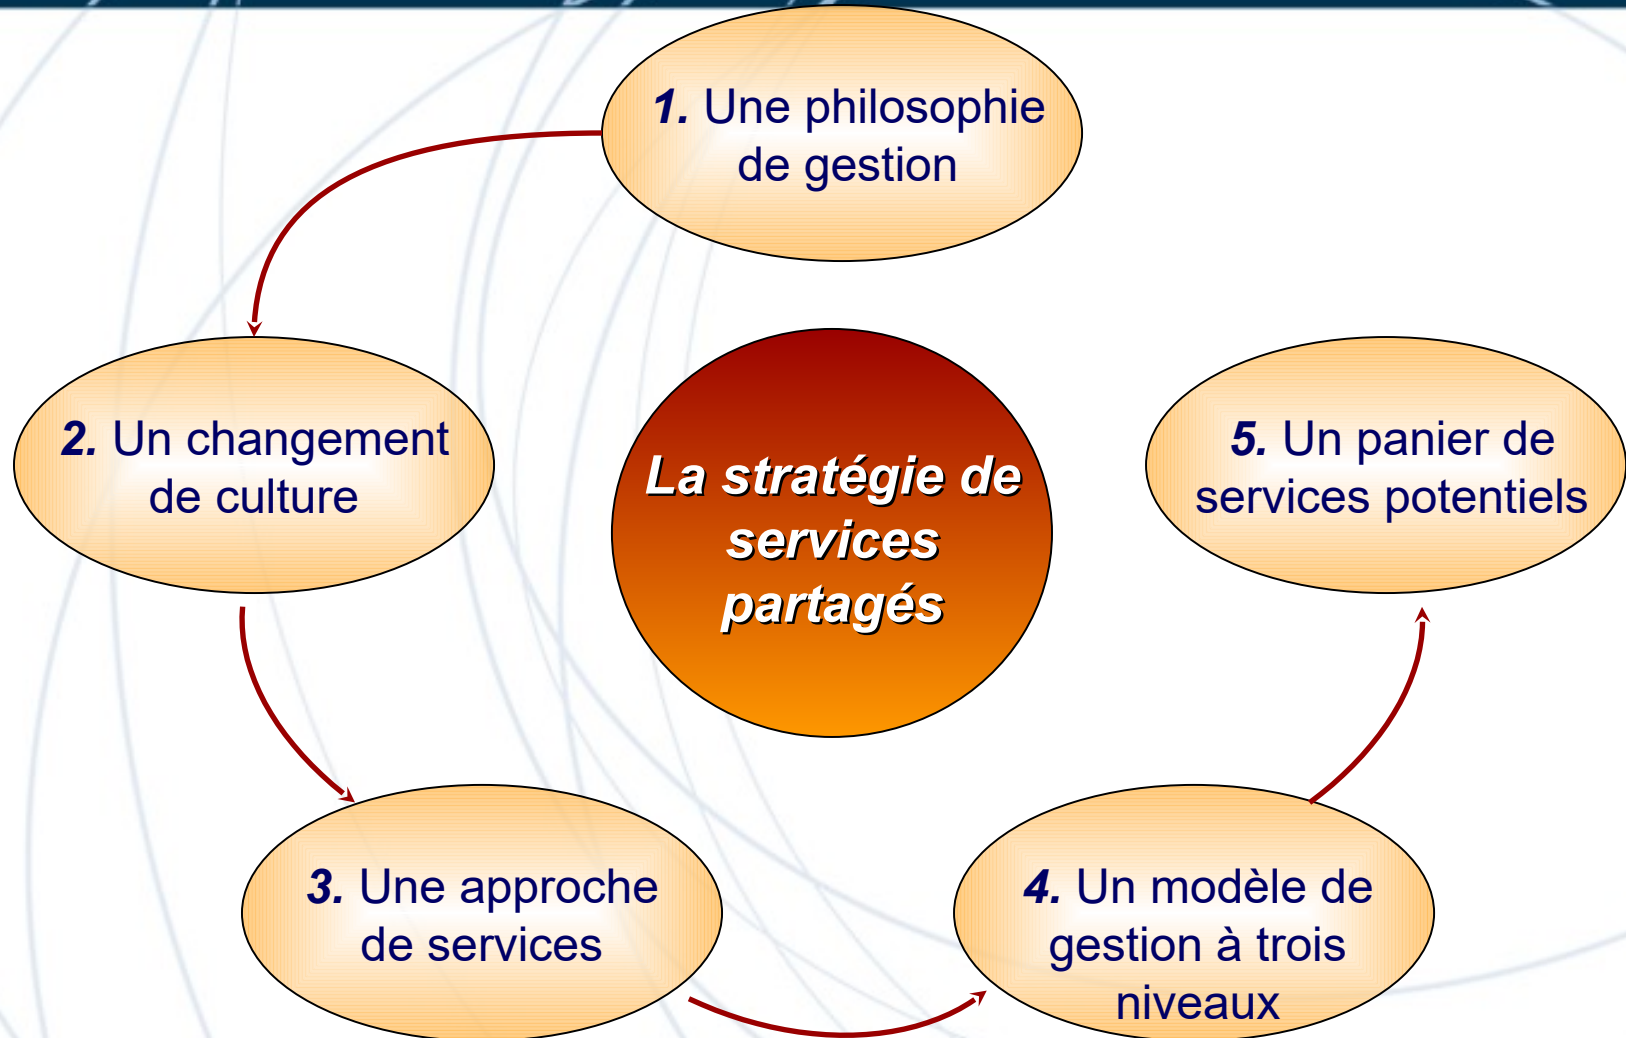 1. Une philosophie
de gestion
2. Un changement
de culture
La stratégie de
services
partagés
5. Un panier de
services potentiels
3. Une approche
de services
4. Un modèle de
gestion à trois
niveaux